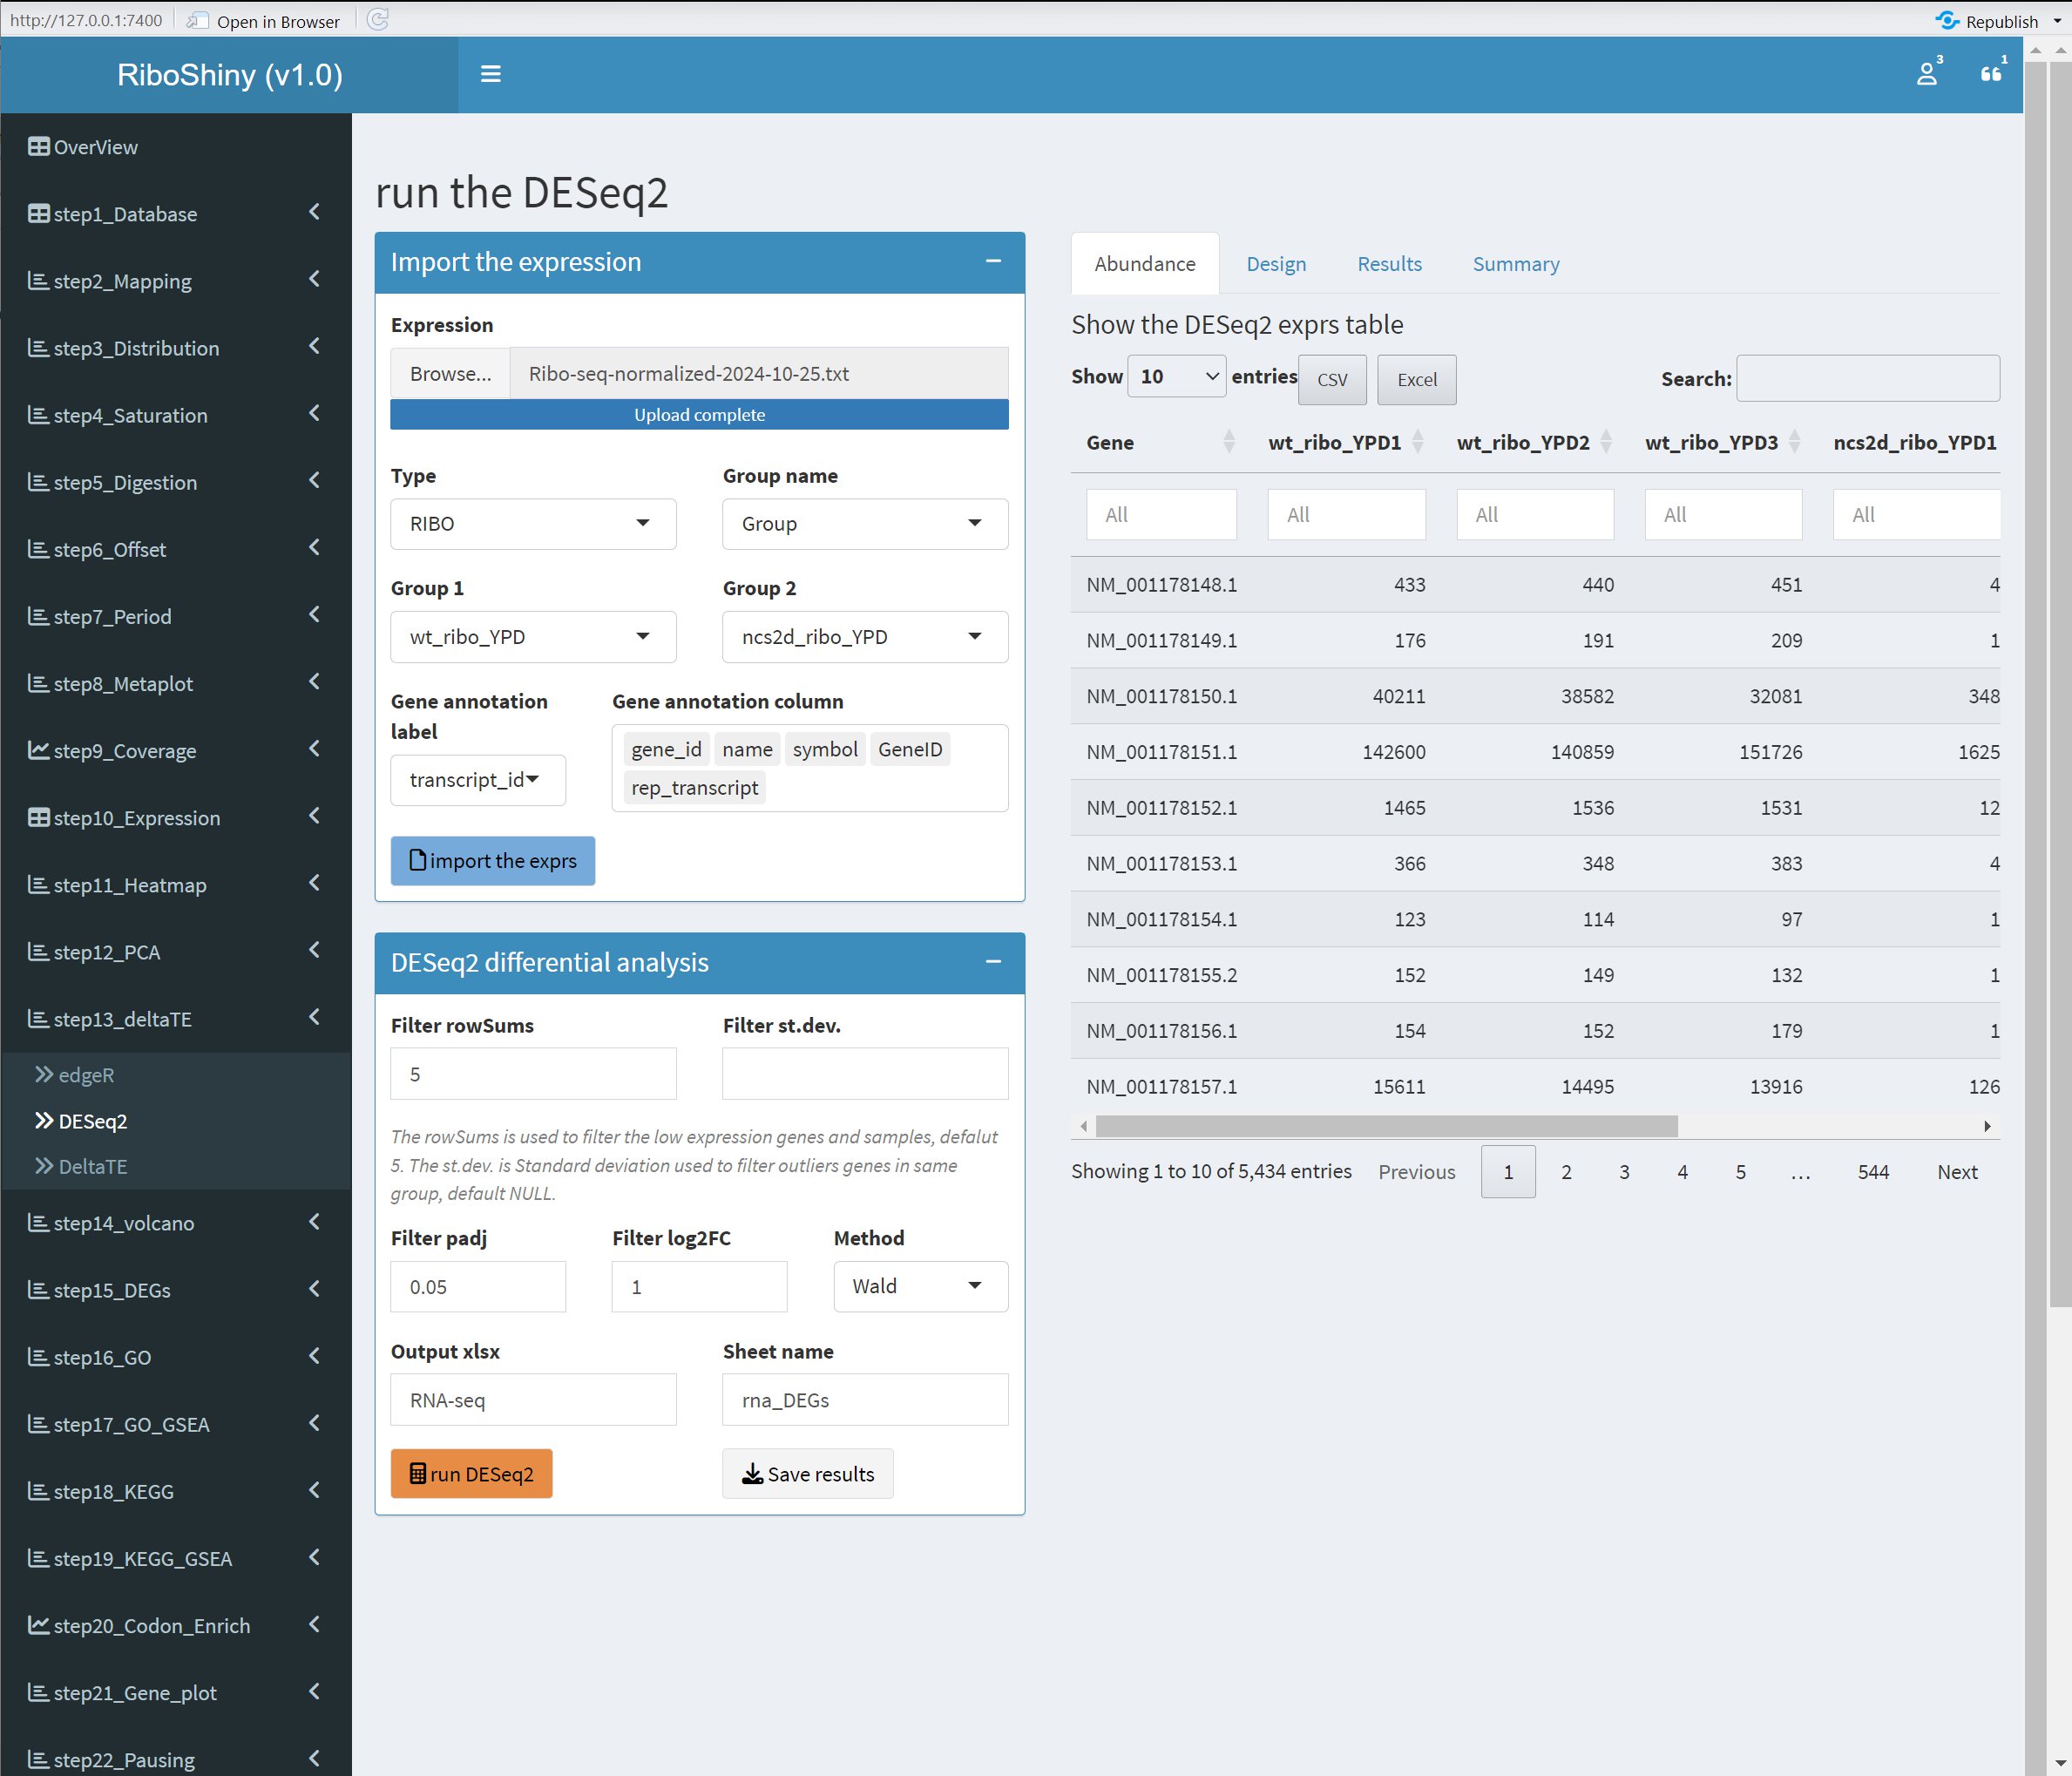 http://127.0.0.1:7400 Open in Browser Republish
RiboShiny (v1.0) 3 1
OverView
step1_Database
step2_Mapping
step3_Distribution
step4_Saturation
step5_Digestion
step6_Offset
step7_Period
step8_Metaplot
step9_Coverage
step10_Expression
step11_Heatmap
step12_PCA
step13_deltaTE
edgeR
DESeq2
DeltaTE
step14_volcano
step15_DEGs
step16_GO
step17_GO_GSEA
step18_KEGG
step19_KEGG_GSEA
step20_Codon_Enrich
step21_Gene_plot
step22_Pausing
run the DESeq2
Import the expression
Expression
Browse... Ribo-seq-normalized-2024-10-25.txt
Upload complete
Type Group name
RIBO Group
Group 1 Group 2
wt_ribo_YPD ncs2d_ribo_YPD
Gene annotation label Gene annotation column
transcript_id gene_id name symbol GeneID
rep_transcript
import the exprs
DESeq2 differential analysis
Filter rowSums Filter st.dev.
5
The rowSums is used to filter the low expression genes and samples, defalut
5. The st.dev. is Standard deviation used to filter outliers genes in same
group, default NULL.
Filter padj Filter log2FC Method
0.05 1 Wald
Output xlsx Sheet name
RNA-seq rna_DEGs
run DESeq2 Save results
Abundance Design Results Summary
Show the DESeq2 exprs table
Show 10 entries CSV Excel Search:
Gene wt_ribo_YPD1 wt_ribo_YPD2 wt_ribo_YPD3 ncs2d_ribo_YPD1
All All All All All
NM_001178148.1 433 440 451 4
NM_001178149.1 176 191 209 1
NM_001178150.1 40211 38582 32081 348
NM_001178151.1 142600 140859 151726 1625
NM_001178152.1 1465 1536 1531 12
NM_001178153.1 366 348 383 4
NM_001178154.1 123 114 97 1
NM_001178155.2 152 149 132 1
NM_001178156.1 154 152 179 1
NM_001178157.1 15611 14495 13916 126
Showing 1 to 10 of 5,434 entries Previous 1 2 3 4 5 … 544 Next